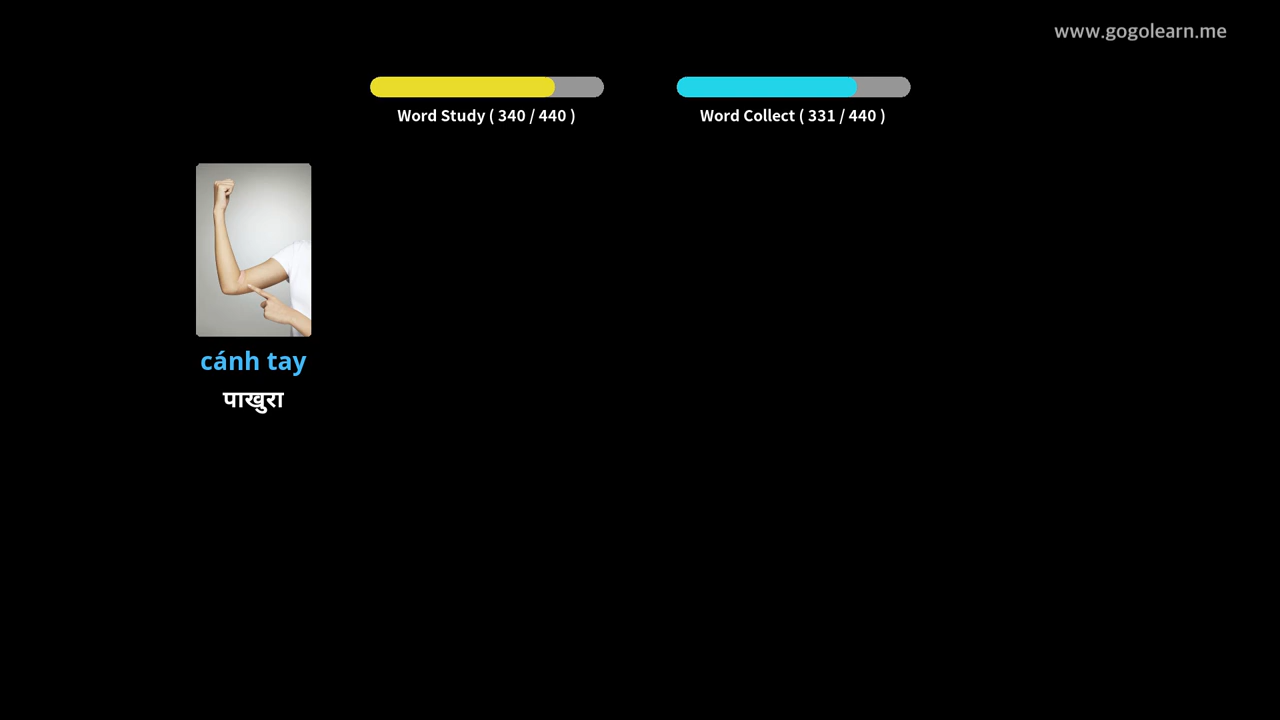 www.gogolearn.me
Word Study ( 340 / 440 )
Word Collect ( 331 / 440 )
cánh tay
पाखुरा